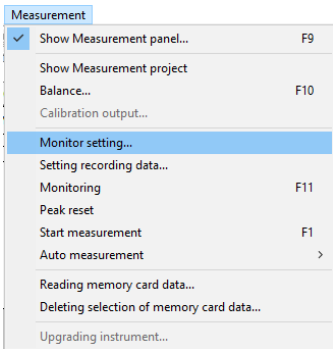 Measurement
Show Measurement panel... F9
Show Measurement project
Balance... F10
Calibration output...
Monitor setting...
Setting recording data...
Monitoring F11
Peak reset
Start measurement F1
Auto measurement
Reading memory card data...
Deleting selection of memory card data...
Upgrading instrument...